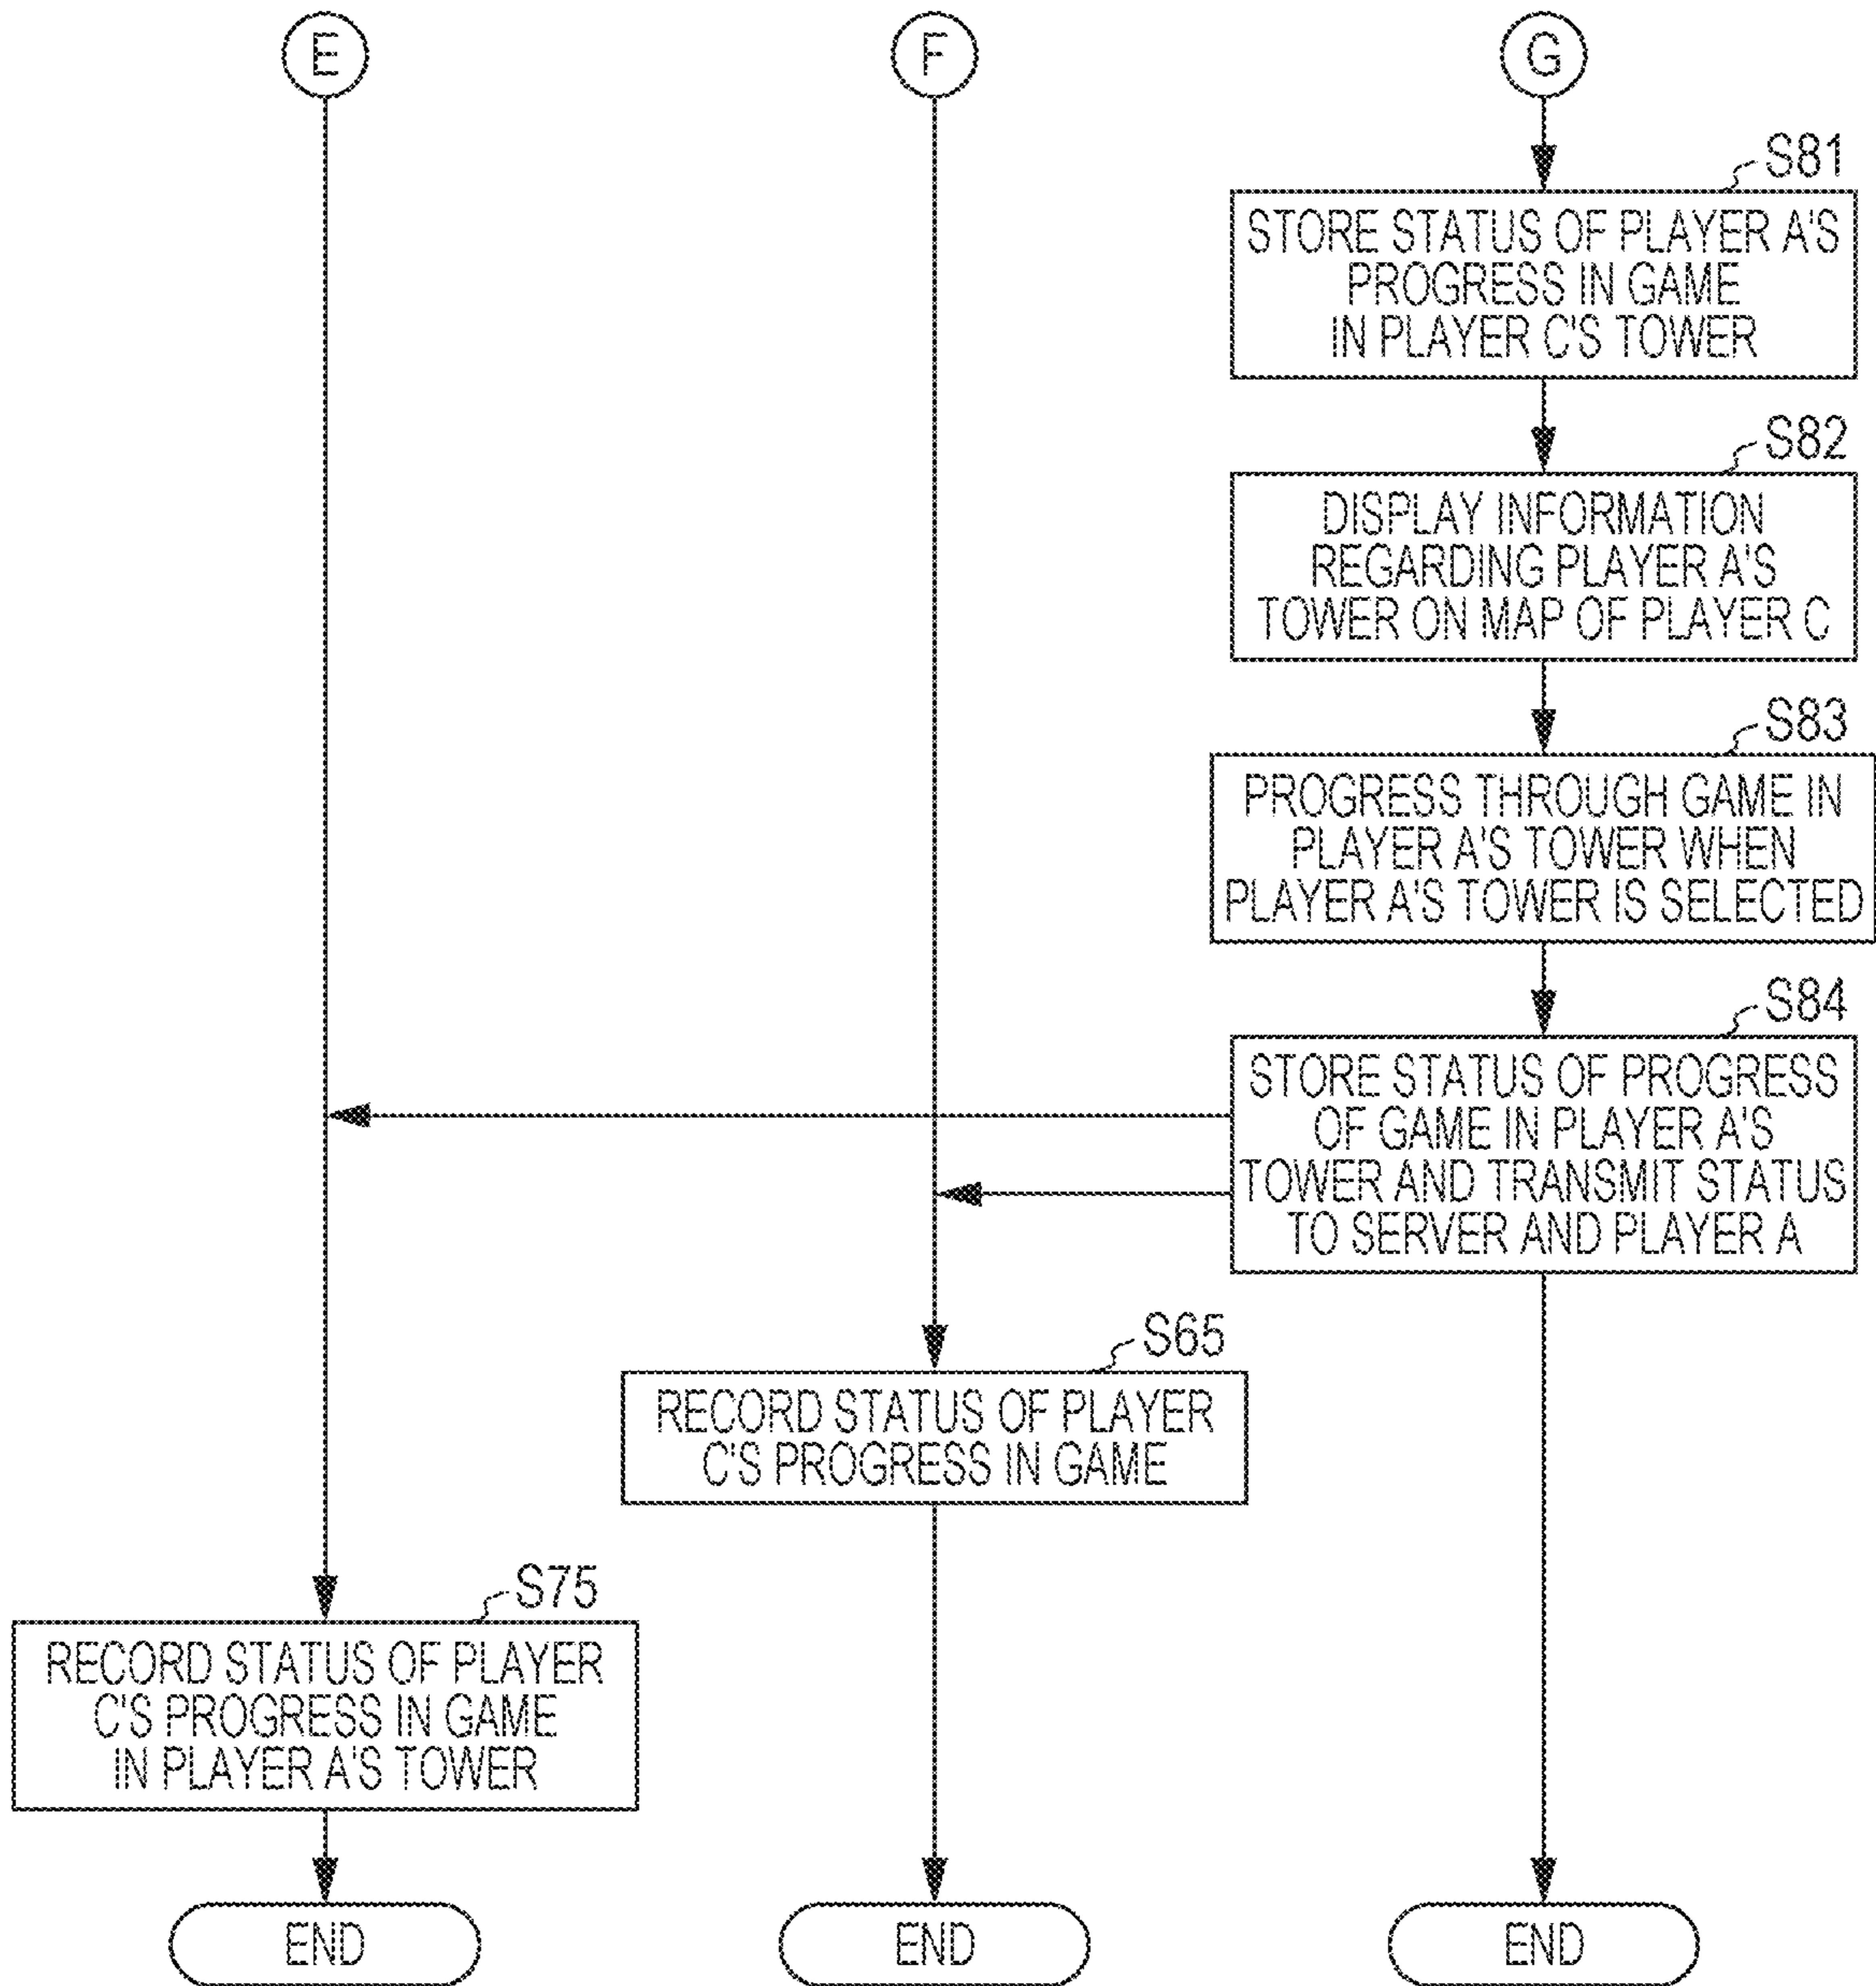 E
F
G
S81
STORE STATUS OF PLAYER A'S
PROGRESS IN GAME
IN PLAYER C'S TOWER
S82
DISPLAY INFORMATION
REGARDING PLAYER A'S
TOWER ON MAP OF PLAYER C
S83
PROGRESS THROUGH GAME IN
PLAYER A'S TOWER WHEN
PLAYER A'S TOWER IS SELECTED
S84
STORE STATUS OF PROGRESS
OF GAME IN PLAYER A'S
TOWER AND TRANSMIT STATUS
TO SERVER AND PLAYER A
S65
RECORD STATUS OF PLAYER
C'S PROGRESS IN GAME
S75
RECORD STATUS OF PLAYER
C'S PROGRESS IN GAME
IN PLAYER A'S TOWER
END
END
END